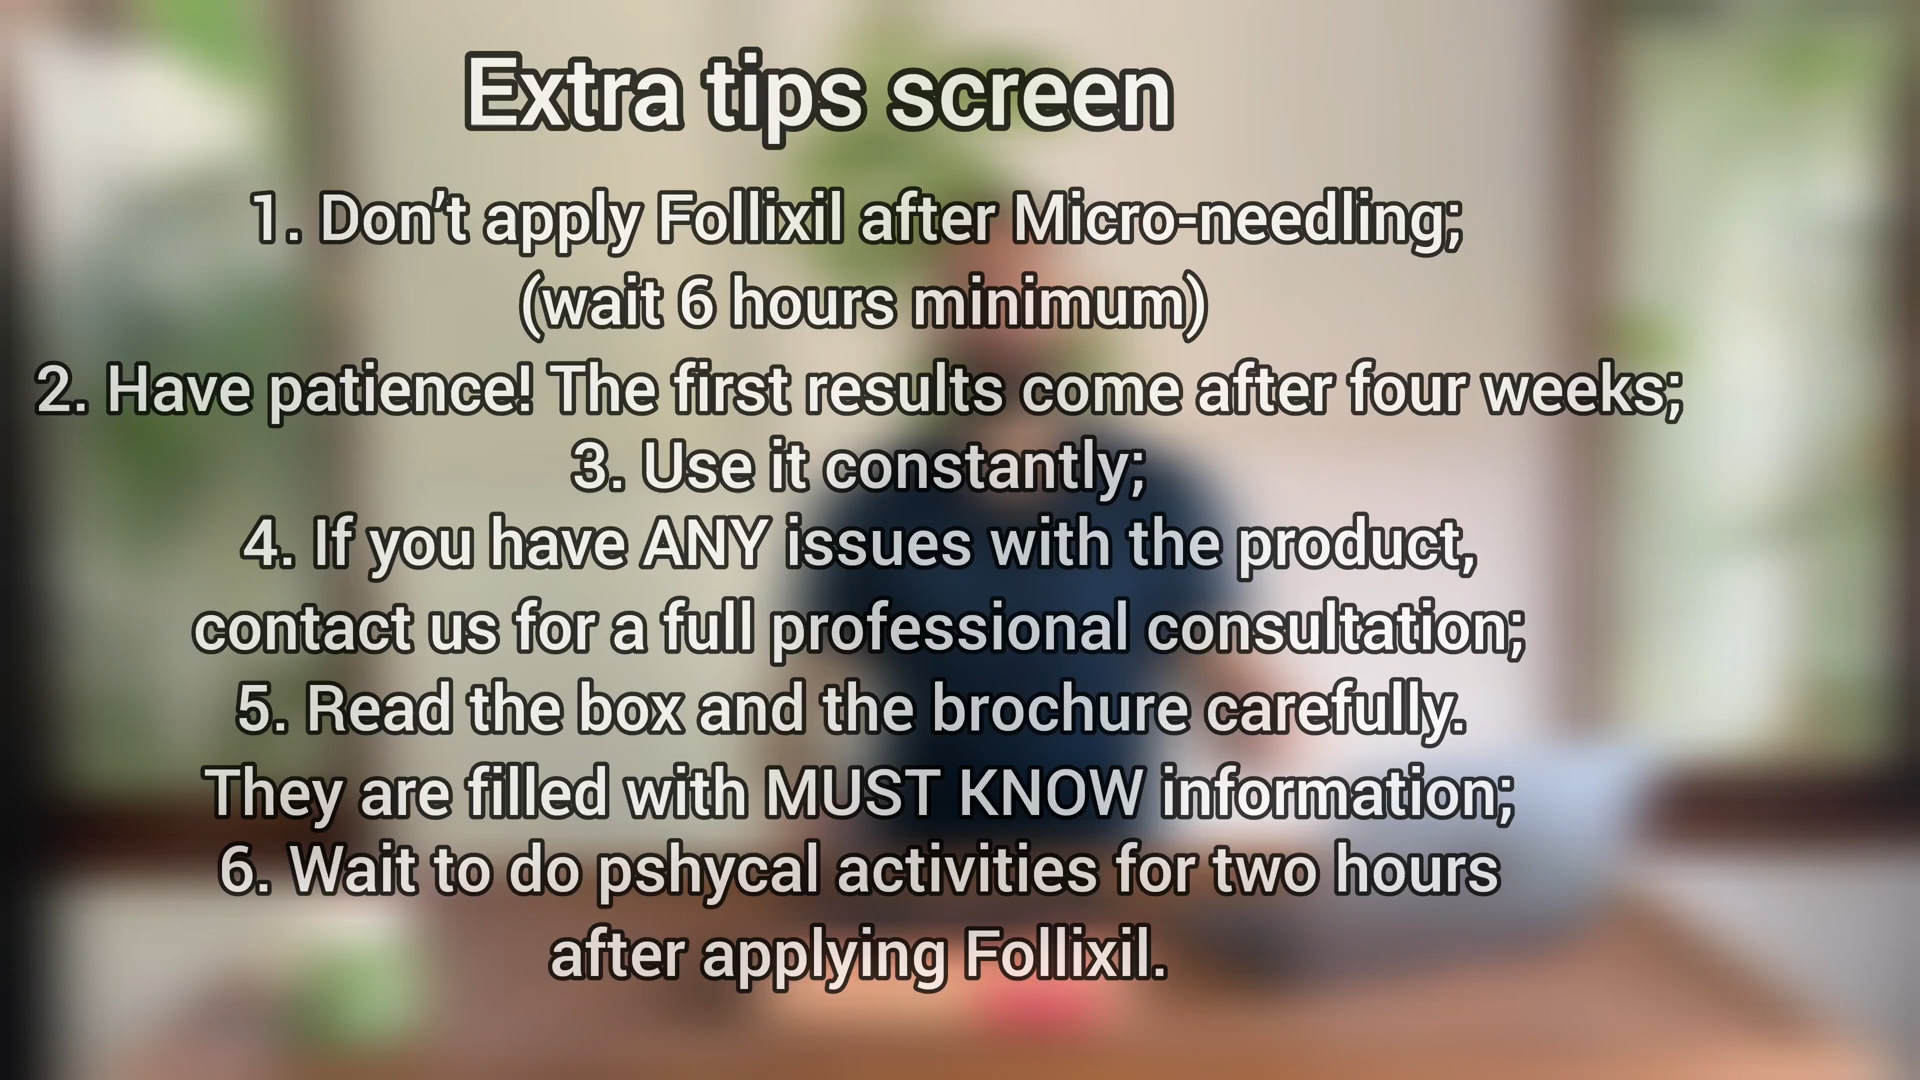 Extra tips screen
1. Don't apply Follixil after Micro-needling;
(wait 6 hours minimum)
2. Have patience! The first results come after four weeks;
3. Use it constantly;
4. If you have ANY issues with the product,
contact us for a full professional consultation;
5. Read the box and the brochure carefully.
They are filled with MUST KNOW information;
6. Wait to do pshycal activities for two hours
after applying Follixil.